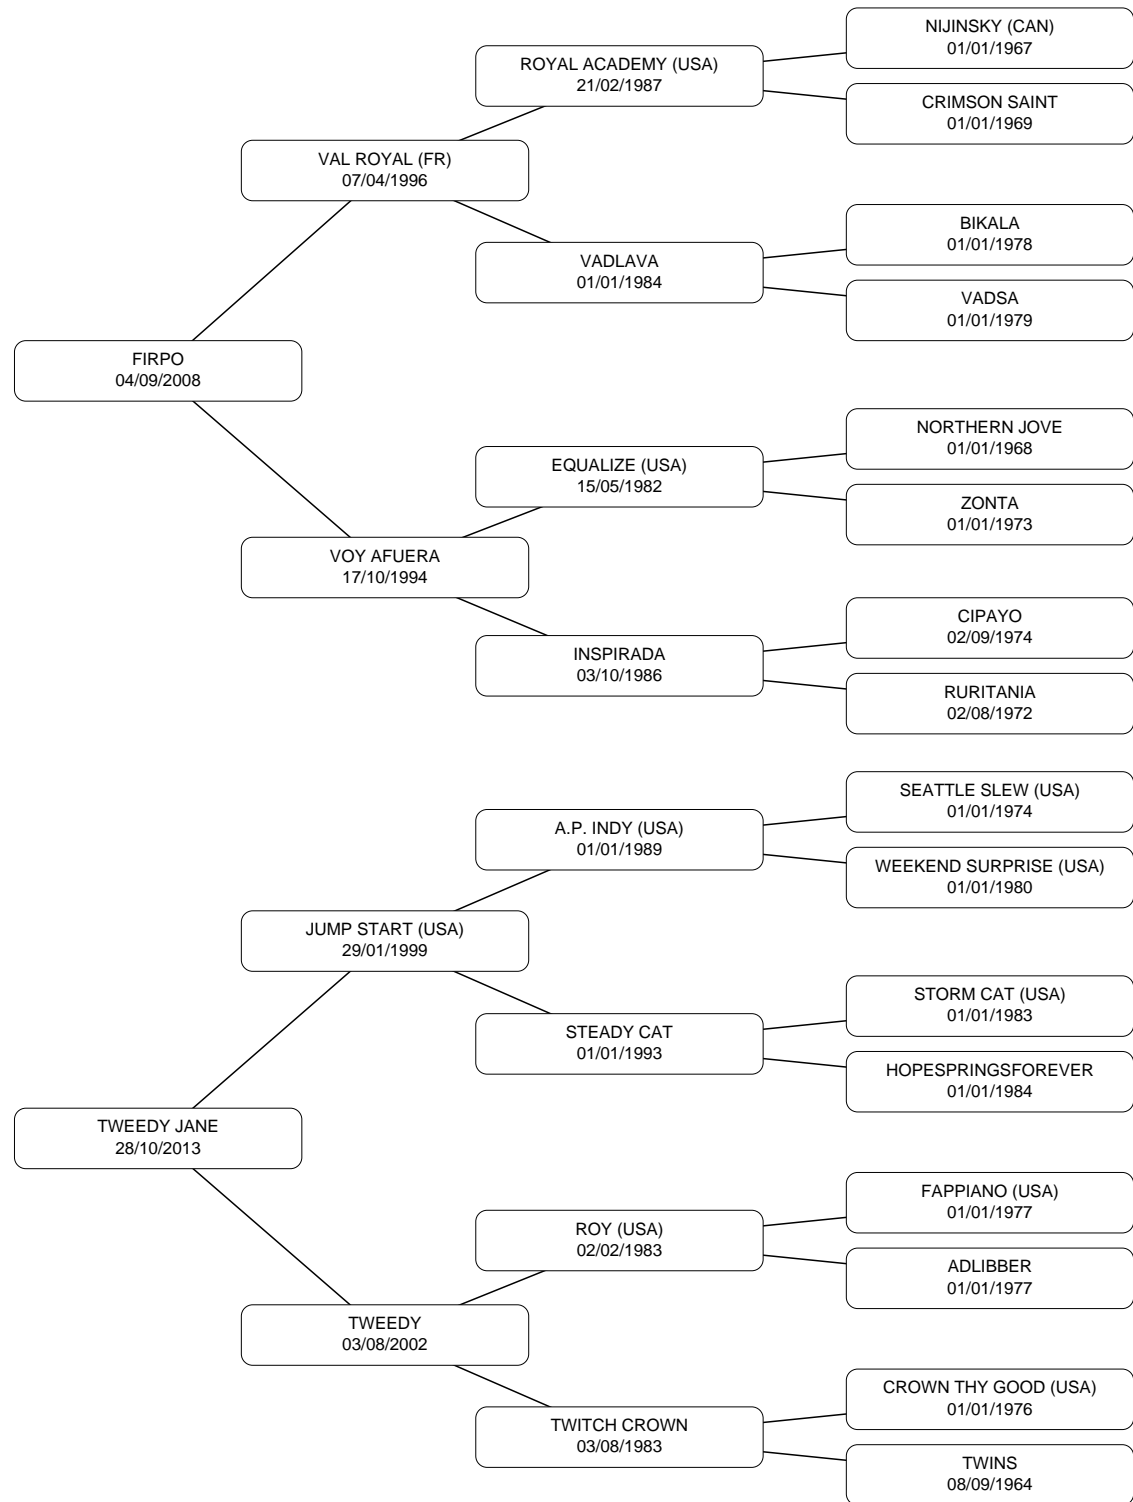 NIJINSKY (CAN)
01/01/1967
ROYAL ACADEMY (USA)
21/02/1987
CRIMSON SAINT
01/01/1969
VAL ROYAL (FR)
07/04/1996
BIKALA
01/01/1978
VADLAVA
01/01/1984
VADSA
01/01/1979
FIRPO
04/09/2008
NORTHERN JOVE
01/01/1968
EQUALIZE (USA)
15/05/1982
ZONTA
01/01/1973
VOY AFUERA
17/10/1994
CIPAYO
02/09/1974
INSPIRADA
03/10/1986
RURITANIA
02/08/1972
SEATTLE SLEW (USA)
01/01/1974
A.P. INDY (USA)
01/01/1989
WEEKEND SURPRISE (USA)
01/01/1980
JUMP START (USA)
29/01/1999
STORM CAT (USA)
01/01/1983
STEADY CAT
01/01/1993
HOPESPRINGSFOREVER
01/01/1984
TWEEDY JANE
28/10/2013
FAPPIANO (USA)
01/01/1977
ROY (USA)
02/02/1983
ADLIBBER
01/01/1977
TWEEDY
03/08/2002
CROWN THY GOOD (USA)
01/01/1976
TWITCH CROWN
03/08/1983
TWINS
08/09/1964